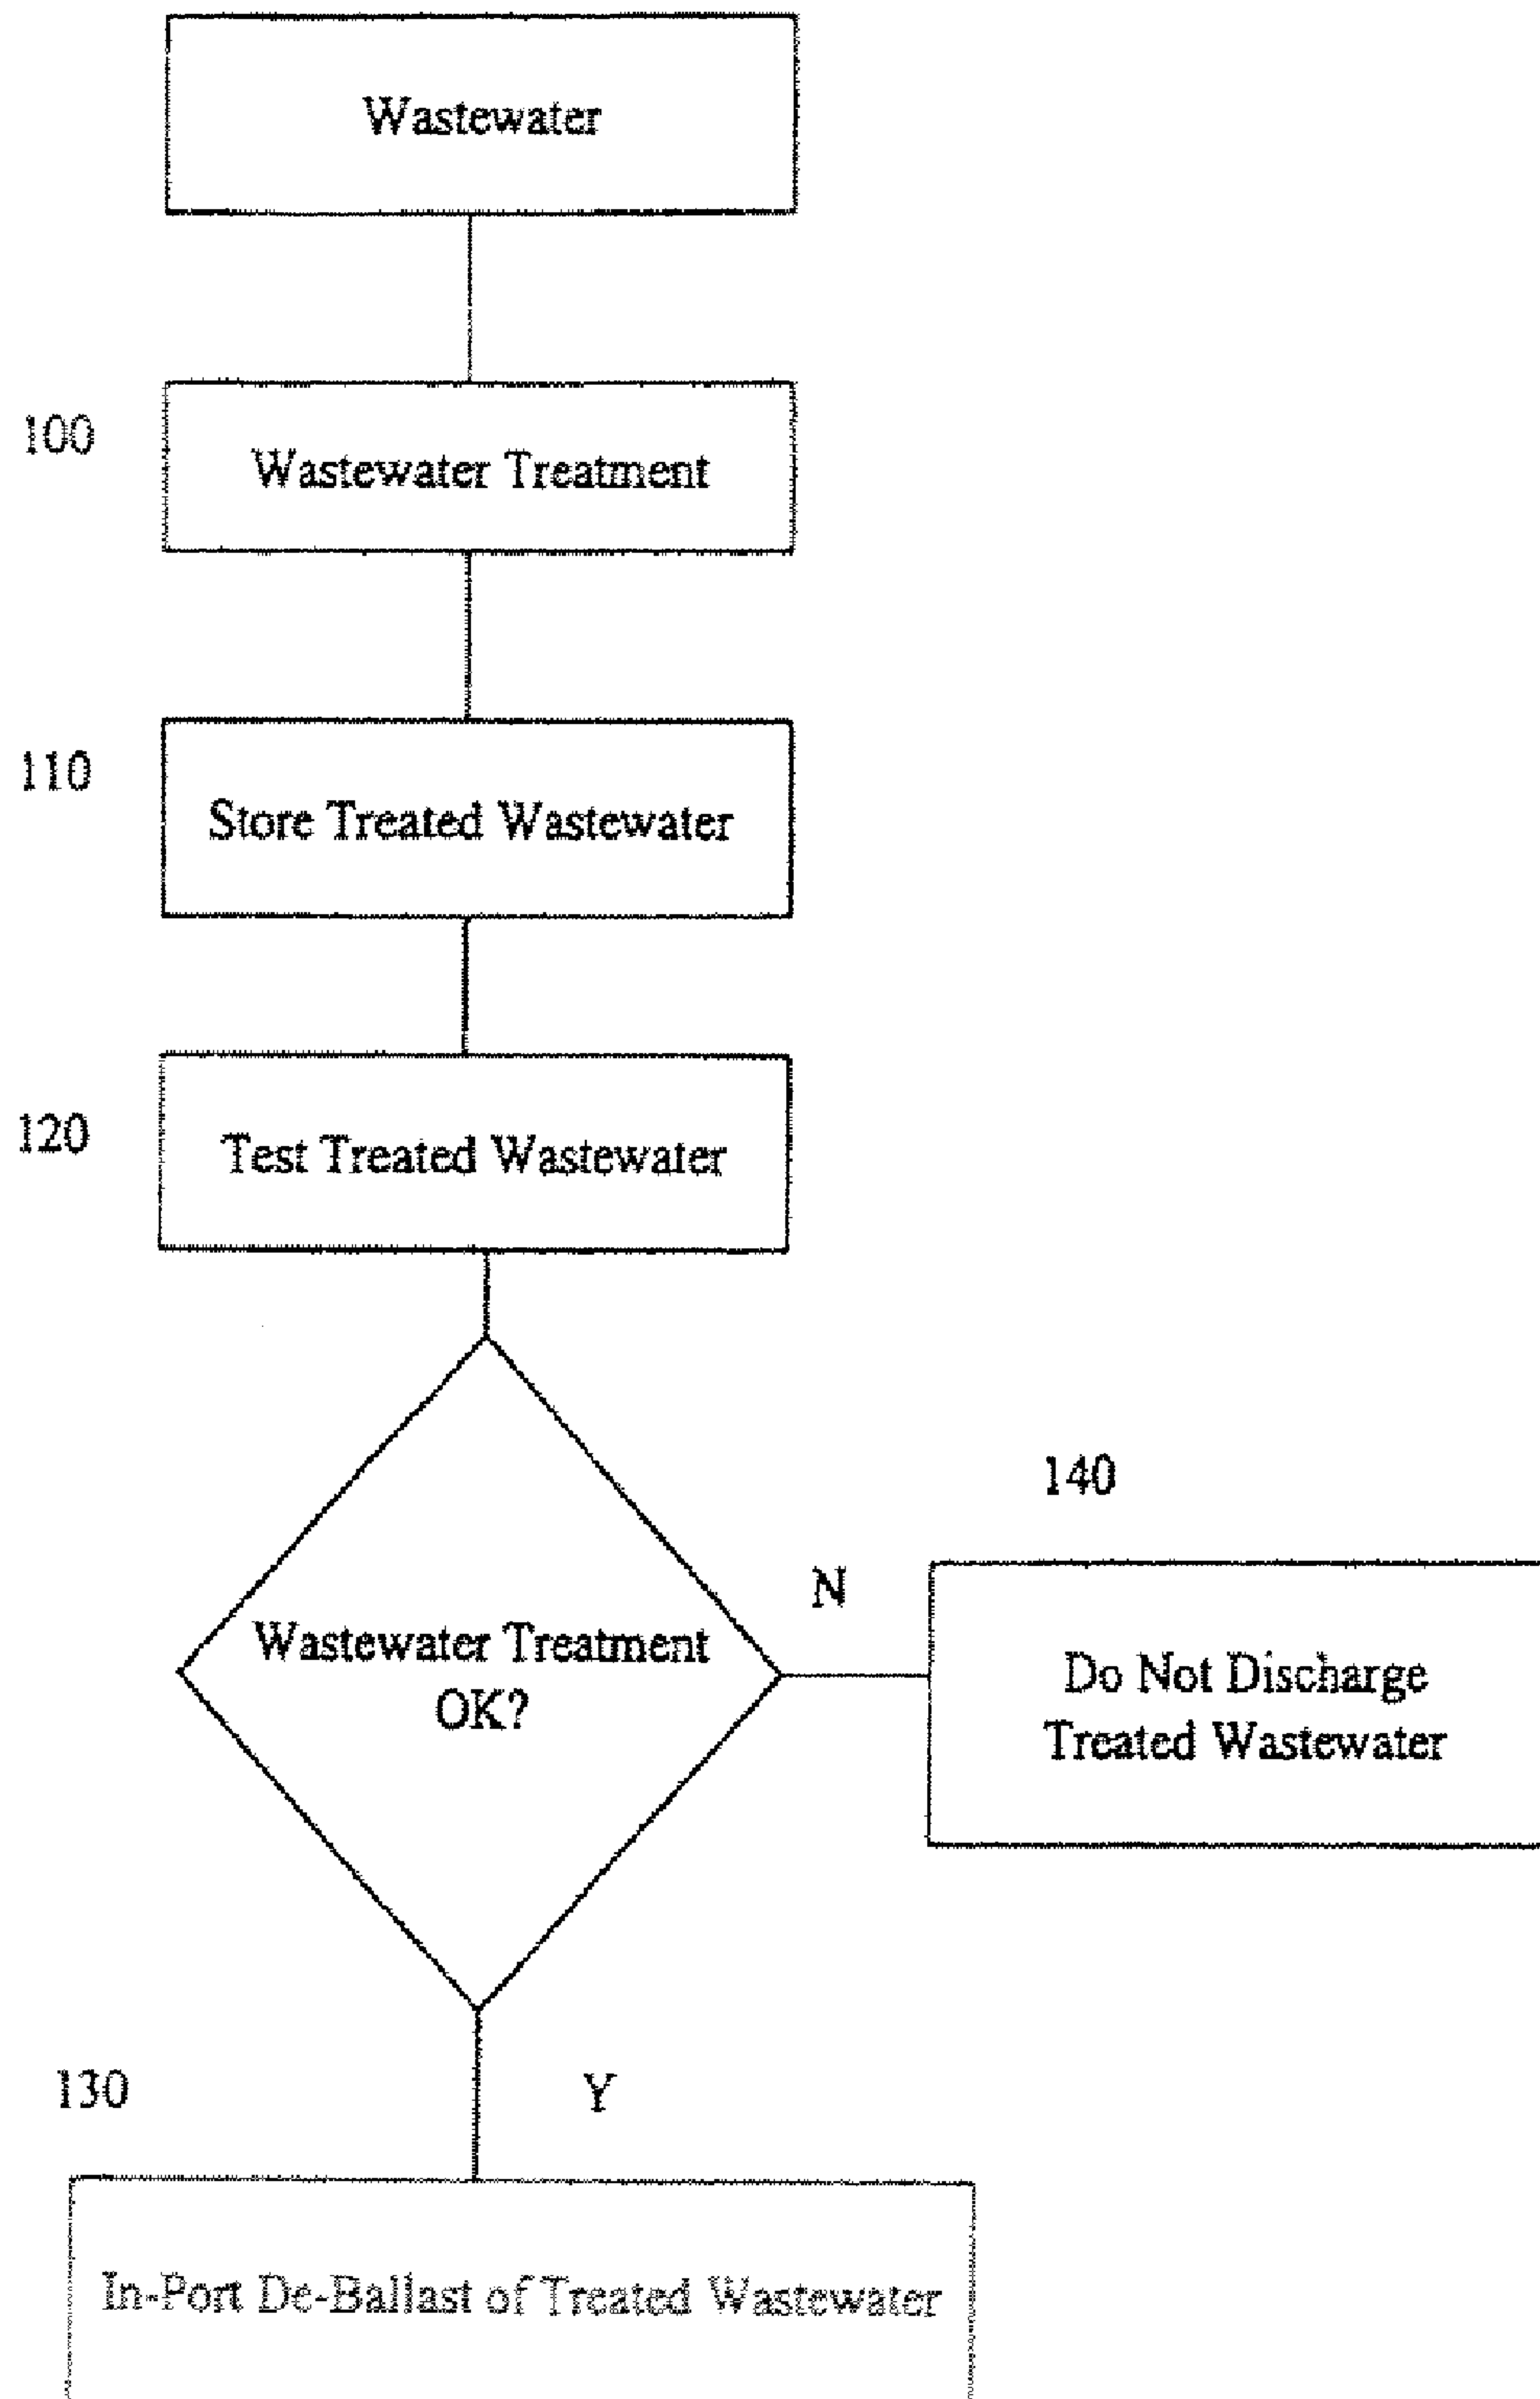 Wastewater
100
Wastewater Treatment
110
Store Treated Wastewater
120
Test Treated Wastewater
140
N
Wastewater Treatment
OK?
Do Not Discharge
Treated Wastewater
130
Y
In-Port De-Ballast of Treated Wastewater